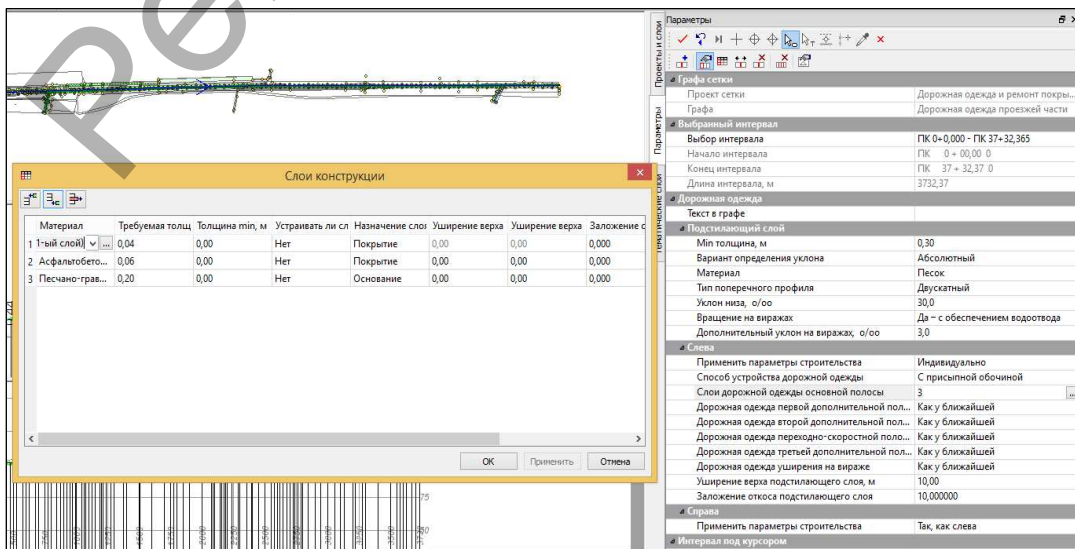 Ре
Слои конструкции
Материал Требуемая толщ Толщина min, м Устраивать ли сл Назначение слоя Уширение верха Уширение верха Заложение о
1 1-ый слой) ... 0,04 0,00 Нет Покрытие 0,00 0,00 0,000
2 Асфальтобето... 0,06 0,00 Нет Покрытие 0,00 0,00 0,000
3 Песчано-грав... 0,20 0,00 Нет Основание 0,00 0,00 0,000
OK Применить Отмена
Проекты и слои
Параметры
Тематические слои
Параметры
Графа сетки
Проект сетки Дорожная одежда и ремонт покры...
Графа Дорожная одежда проезжей части
Выбранный интервал
Выбор интервала ПК 0+0,000 - ПК 37+32,365
Начало интервала ПК 0 + 00,00 0
Конец интервала ПК 37 + 32,37 0
Длина интервала, м 3732,37
Дорожная одежда
Текст в графе
Подстилающий слой
Min толщина, м 0,30
Вариант определения уклона Абсолютный
Материал Песок
Тип поперечного профиля Двускатный
Уклон низа, о/оо 30,0
Вращение на виражах Да – с обеспечением водоотвода
Дополнительный уклон на виражах, о/оо 3,0
Слева
Применить параметры строительства Индивидуально
Способ устройства дорожной одежды С присыпной обочиной
Слои дорожной одежды основной полосы 3 ...
Дорожная одежда первой дополнительной пол... Как у ближайшей
Дорожная одежда второй дополнительной пол... Как у ближайшей
Дорожная одежда переходно-скоростной поло... Как у ближайшей
Дорожная одежда третьей дополнительной пол... Как у ближайшей
Дорожная одежда уширения на вираже Как у ближайшей
Уширение верха подстилающего слоя, м 10,00
Заложение откоса подстилающего слоя 10,000000
Справа
Применить параметры строительства Так, как слева
Интервал под курсором